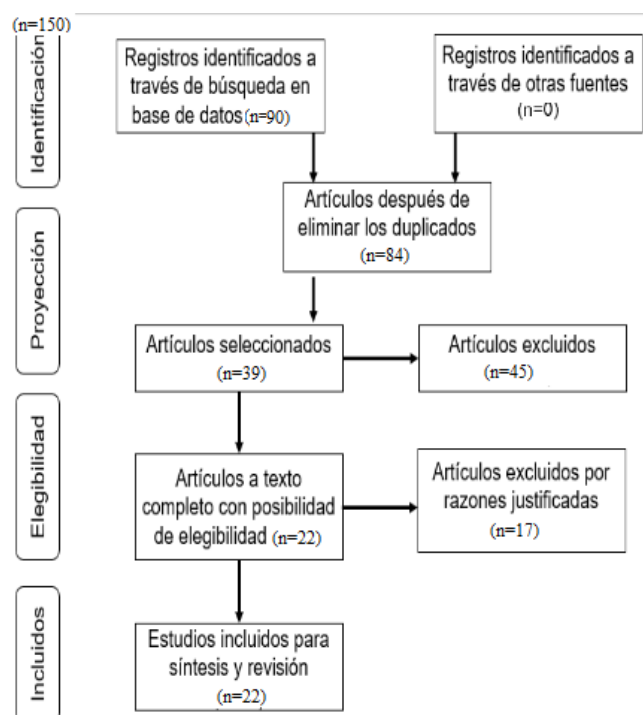 (n=150)
Identificación
Registros identificados a
través de búsqueda en
base de datos(n=90)
Registros identificados a
través de otras fuentes
(n=0)
Artículos después de
eliminar los duplicados
(n=84)
Proyección
Artículos seleccionados
(n=39)
Artículos excluidos
(n=45)
Elegibilidad
Artículos a texto
completo con posibilidad
de elegibilidad (n=22)
Artículos excluidos por
razones justificadas
(n=17)
Incluidos
Estudios incluidos para
síntesis y revisión
(n=22)